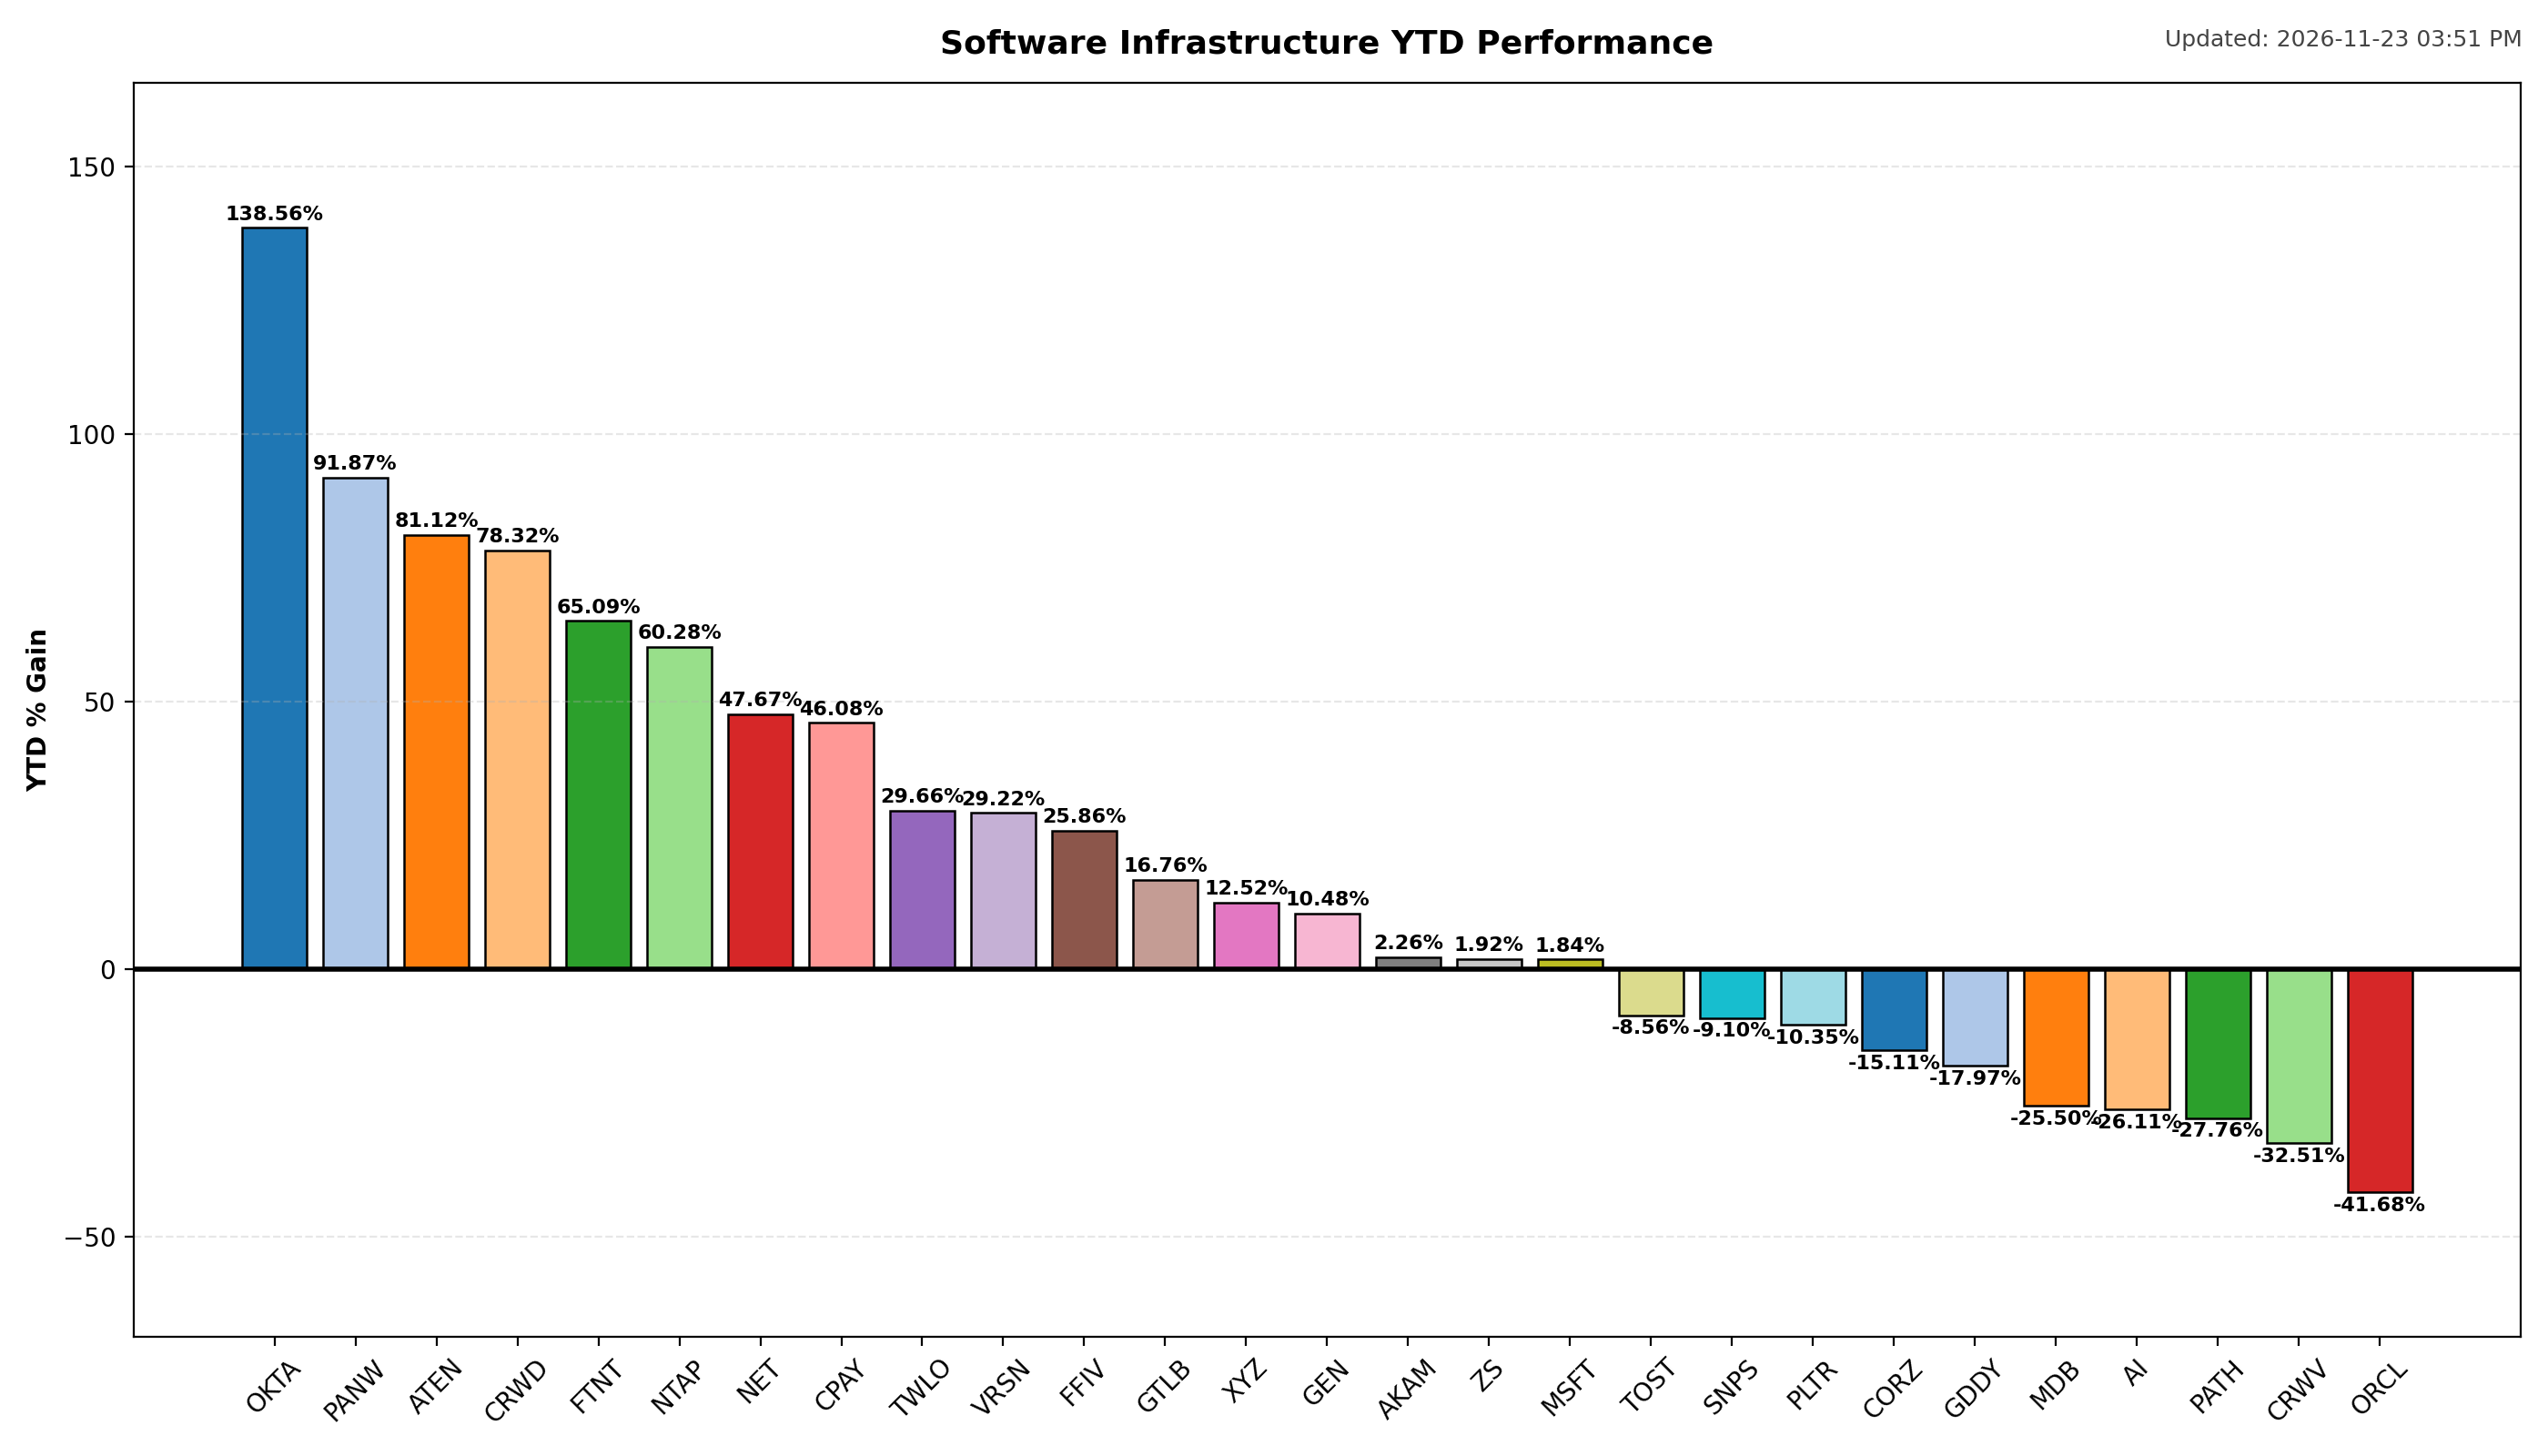 Software Infrastructure YTD Performance
Updated: 2026-11-23 03:51 PM
YTD % Gain
150
100
50
0
−50
138.56%
91.87%
81.12%
78.32%
65.09%
60.28%
47.67%
46.08%
29.66%
29.22%
25.86%
16.76%
12.52%
10.48%
2.26%
1.92%
1.84%
-8.56%
-9.10%
-10.35%
-15.11%
-17.97%
-25.50%
-26.11%
-27.76%
-32.51%
-41.68%
OKTA
PANW
ATEN
CRWD
FTNT
NTAP
NET
CPAY
TWLO
VRSN
FFIV
GTLB
XYZ
GEN
AKAM
ZS
MSFT
TOST
SNPS
PLTR
CORZ
GDDY
MDB
AI
PATH
CRWV
ORCL